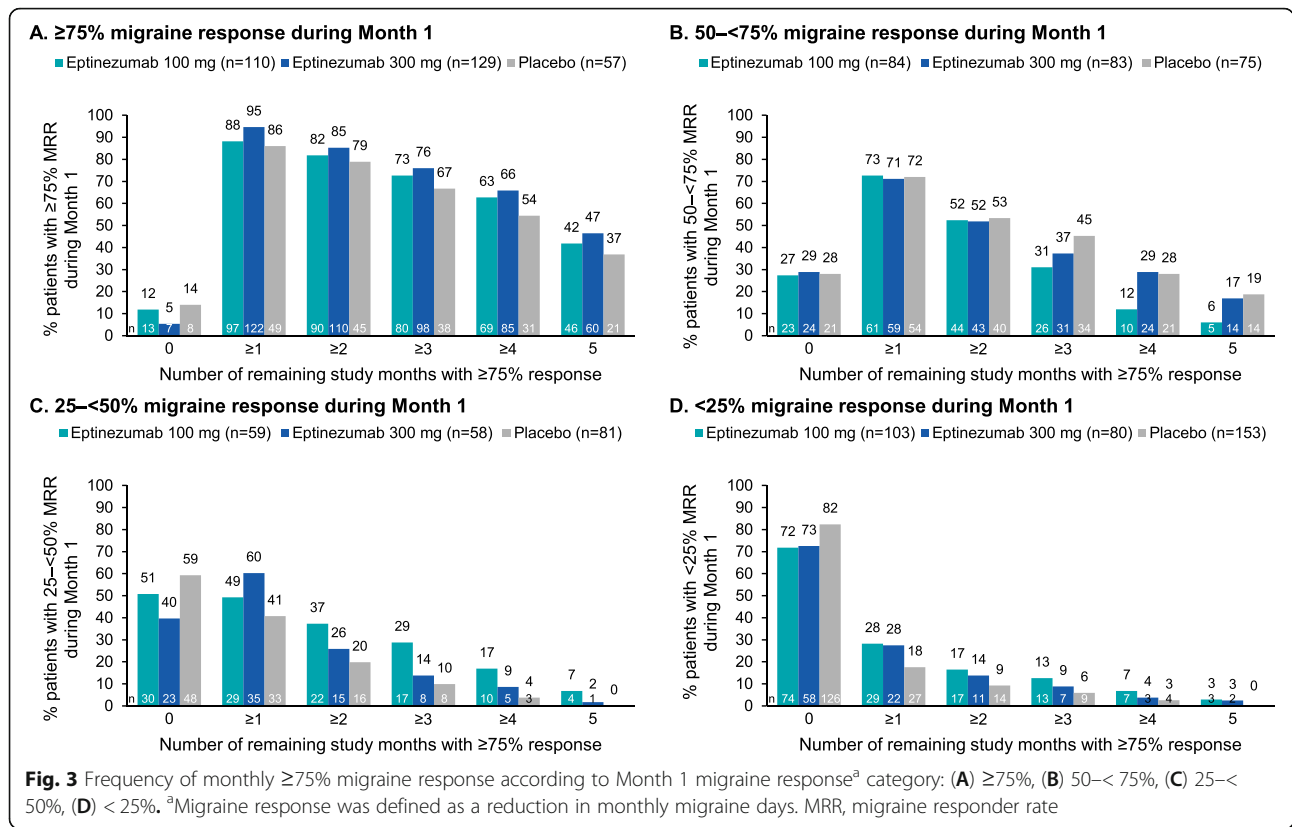 A. ≥75% migraine response during Month 1
Eptinezumab 100 mg (n=110) Eptinezumab 300 mg (n=129) Placebo (n=57)
% patients with ≥75% MRR
during Month 1
100
90
80
70
60
50
40
30
20
10
0
12 5 14 88 95 86 82 85 79 73 76 67 63 66 54 42 47 37
n 13 7 8 97 122 49 90 110 45 80 98 38 69 85 31 46 60 21
0 ≥1 ≥2 ≥3 ≥4 5
Number of remaining study months with ≥75% response
B. 50–<75% migraine response during Month 1
Eptinezumab 100 mg (n=84) Eptinezumab 300 mg (n=83) Placebo (n=75)
% patients with 50–<75% MRR
during Month 1
100
90
80
70
60
50
40
30
20
10
0
27 29 28 73 71 72 52 52 53 31 37 45 12 29 28 6 17 19
n 23 24 21 61 59 54 44 43 40 26 31 34 10 24 21 5 14 14
0 ≥1 ≥2 ≥3 ≥4 5
Number of remaining study months with ≥75% response
C. 25–<50% migraine response during Month 1
Eptinezumab 100 mg (n=59) Eptinezumab 300 mg (n=58) Placebo (n=81)
% patients with 25–<50% MRR
during Month 1
100
90
80
70
60
50
40
30
20
10
0
51 40 59 49 60 41 37 26 20 29 14 10 17 9 4 7 2 0
n 30 23 48 29 35 33 22 15 16 17 8 8 10 5 3 4 1
0 ≥1 ≥2 ≥3 ≥4 5
Number of remaining study months with ≥75% response
D. <25% migraine response during Month 1
Eptinezumab 100 mg (n=103) Eptinezumab 300 mg (n=80) Placebo (n=153)
% patients with <25% MRR
during Month 1
100
90
80
70
60
50
40
30
20
10
0
72 73 82 28 28 18 17 14 9 13 9 6 7 4 3 3 3 0
n 74 58 126 29 22 27 17 11 14 13 7 9 7 3 4 3 2
0 ≥1 ≥2 ≥3 ≥4 5
Number of remaining study months with ≥75% response
Fig. 3 Frequency of monthly ≥75% migraine response according to Month 1 migraine responseᵃ category: (A) ≥75%, (B) 50–< 75%, (C) 25–<
50%, (D) < 25%. ᵃMigraine response was defined as a reduction in monthly migraine days. MRR, migraine responder rate